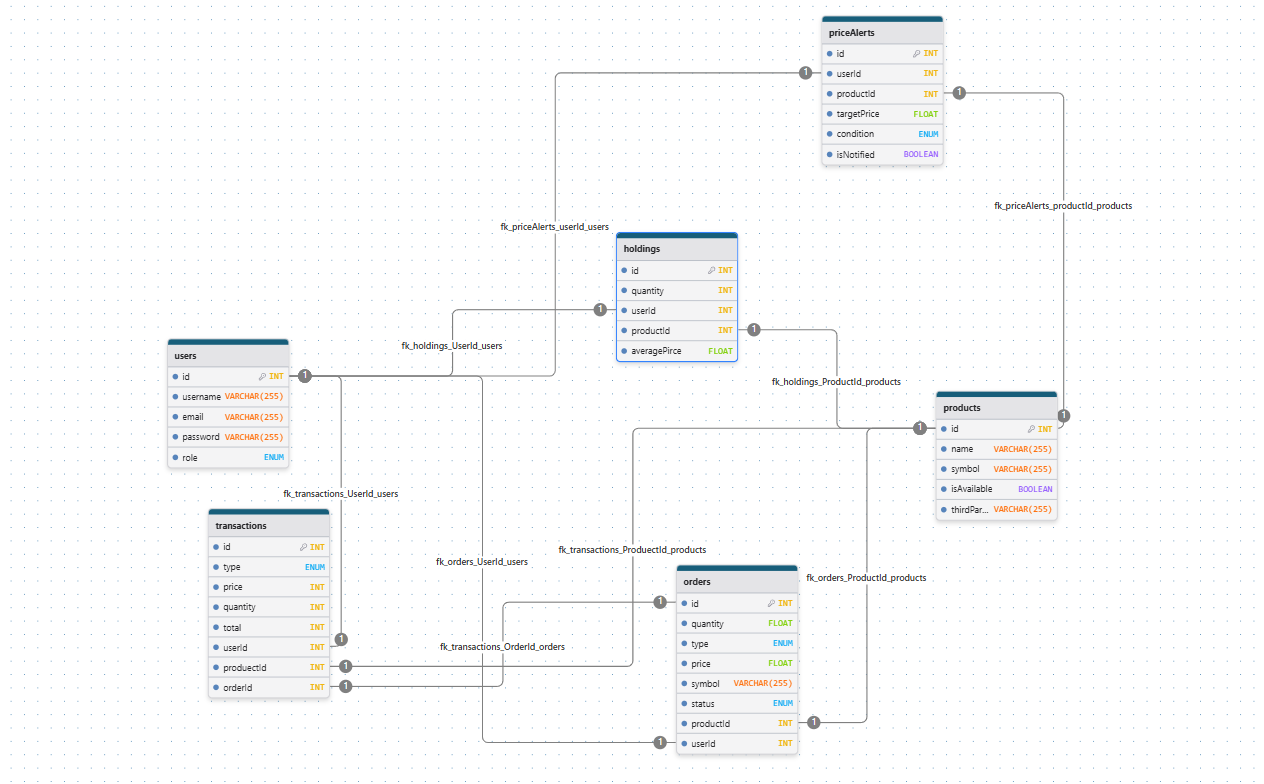 priceAlerts
id INT
1 userId INT
productId INT 1
targetPrice FLOAT
condition ENUM
isNotified BOOLEAN
fk_priceAlerts_productId_products
fk_priceAlerts_userId_users
holdings
id INT
quantity INT
1 userId INT
productId INT 1
averagePirce FLOAT
fk_holdings_UserId_users
fk_holdings_ProductId_products
users
id INT 1
username VARCHAR(255)
email VARCHAR(255)
password VARCHAR(255)
role ENUM
products
1
1 id INT
name VARCHAR(255)
symbol VARCHAR(255)
isAvailable BOOLEAN
thirdPar... VARCHAR(255)
fk_transactions_UserId_users
transactions
id INT
type ENUM
price INT
quantity INT
total INT
1
userId INT
produectId INT 1
orderId INT 1
fk_transactions_ProduectId_products
fk_orders_UserId_users
fk_orders_ProductId_products
fk_transactions_OrderId_orders
orders
1 id INT
quantity FLOAT
type ENUM
price FLOAT
symbol VARCHAR(255)
status ENUM
productId INT 1
1 userId INT